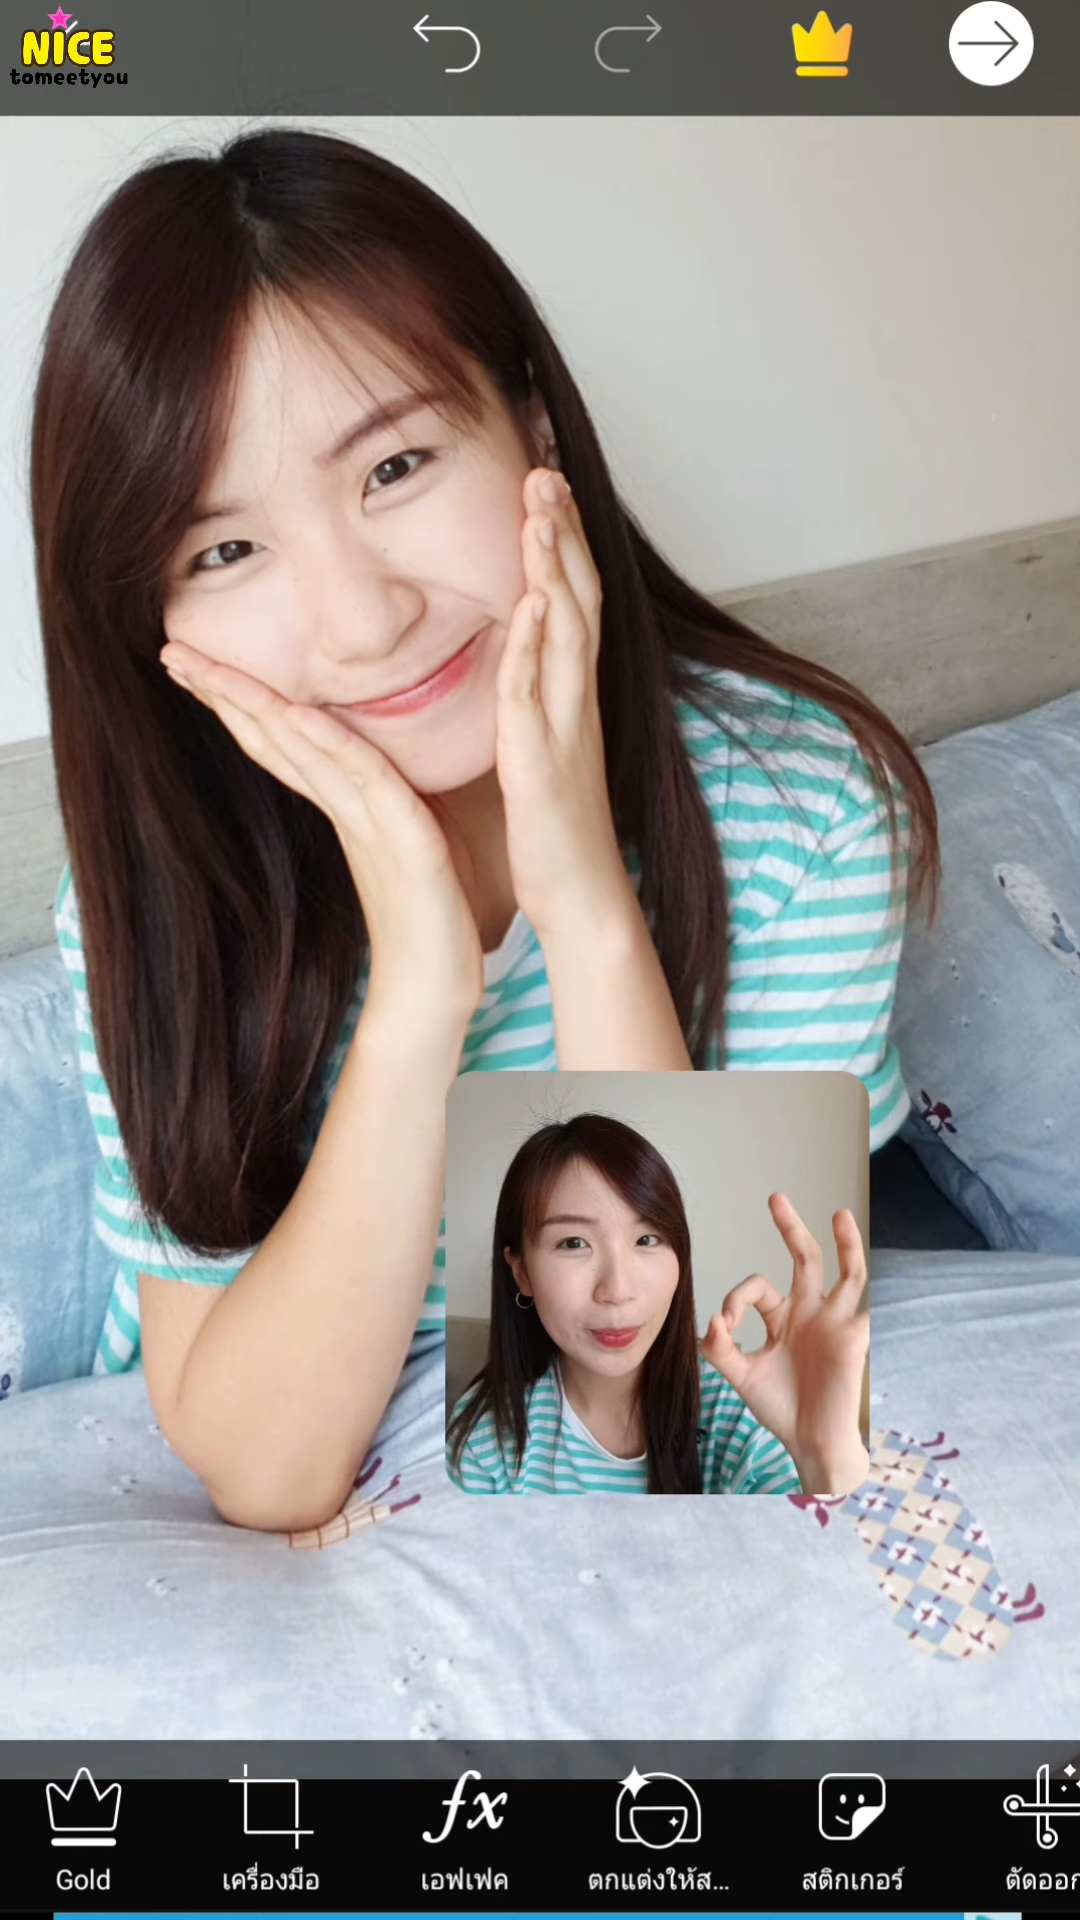 NICE
tomeetyou
Gold
เครื่องมือ
เอฟเฟค
ตกแต่งให้ส...
สติกเกอร์
ตัดออก